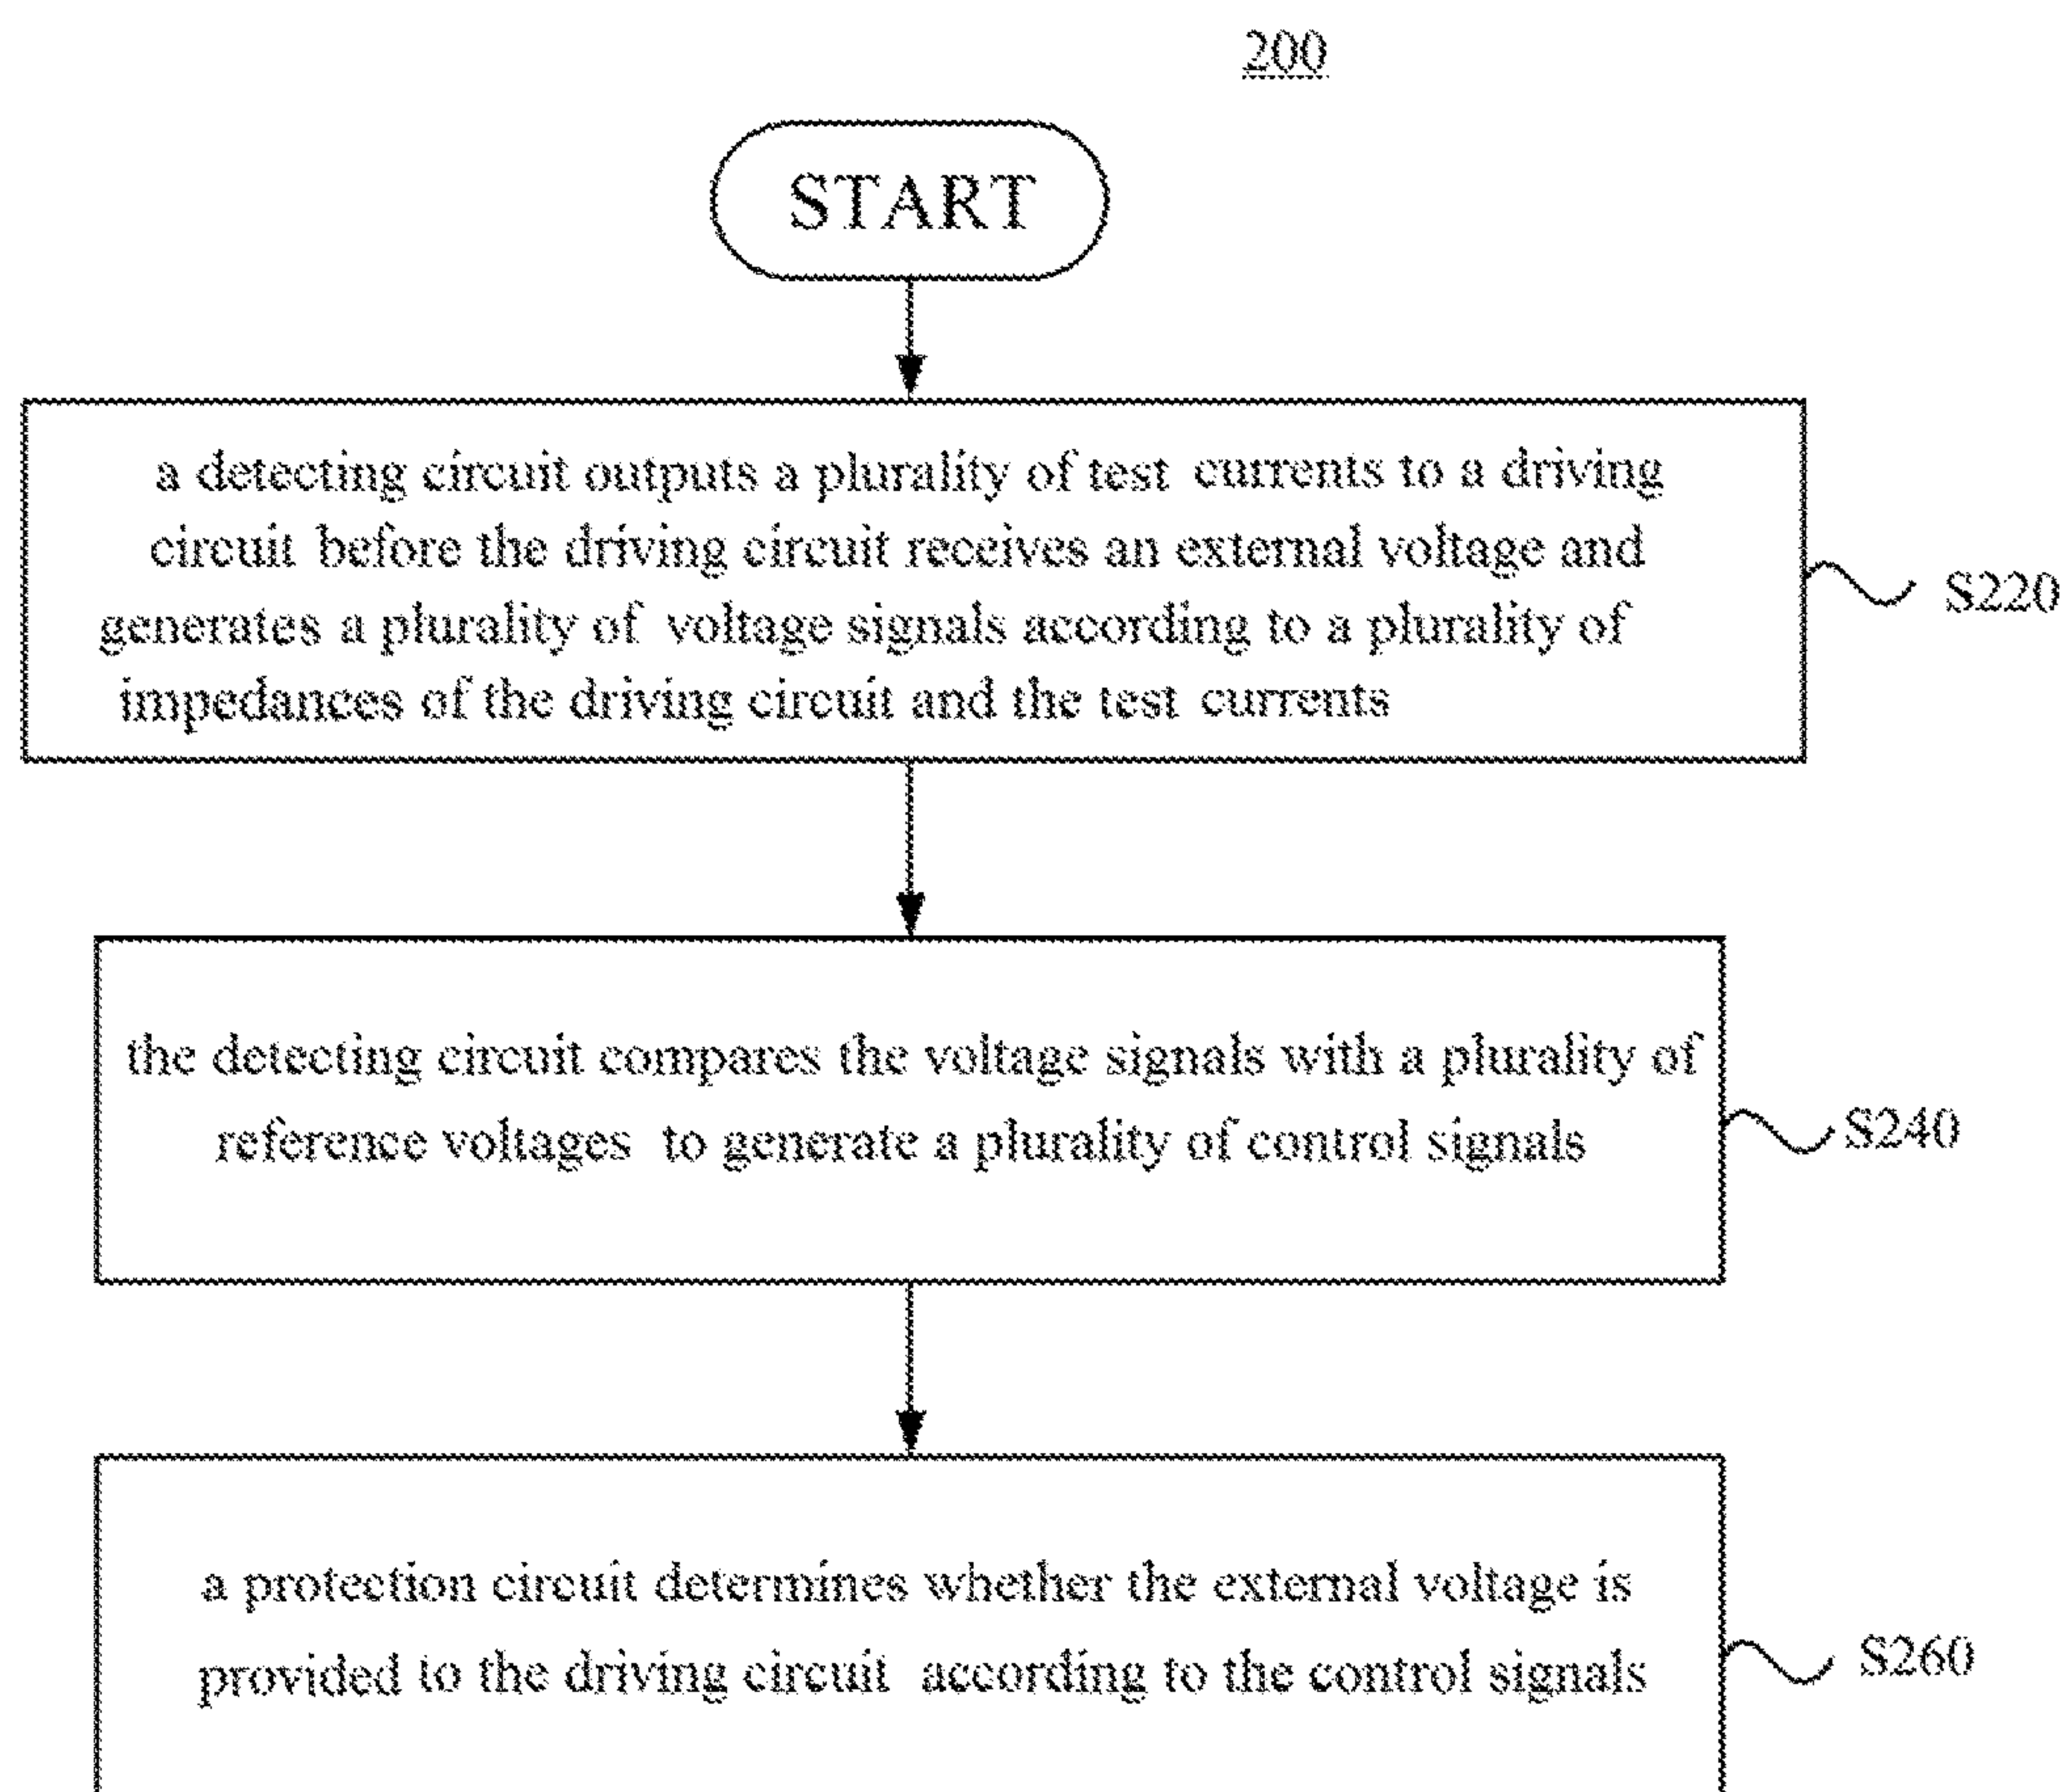 200
START
a detecting circuit outputs a plurality of test currents to a driving
circuit before the driving circuit receives an external voltage and
generates a plurality of voltage signals according to a plurality of
impedances of the driving circuit and the test currents
S220
the detecting circuit compares the voltage signals with a plurality of
reference voltages to generate a plurality of control signals
S240
a protection circuit determines whether the external voltage is
provided to the driving circuit according to the control signals
S260